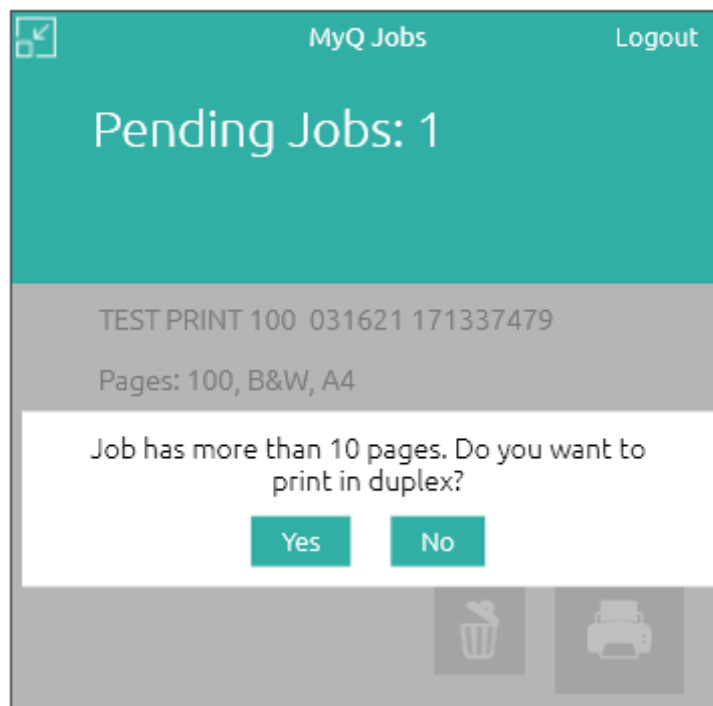 MyQ Jobs Logout
Pending Jobs: 1
TEST PRINT 100 031621 171337479
Pages: 100, B&W, A4
Job has more than 10 pages. Do you want to
print in duplex?
Yes No